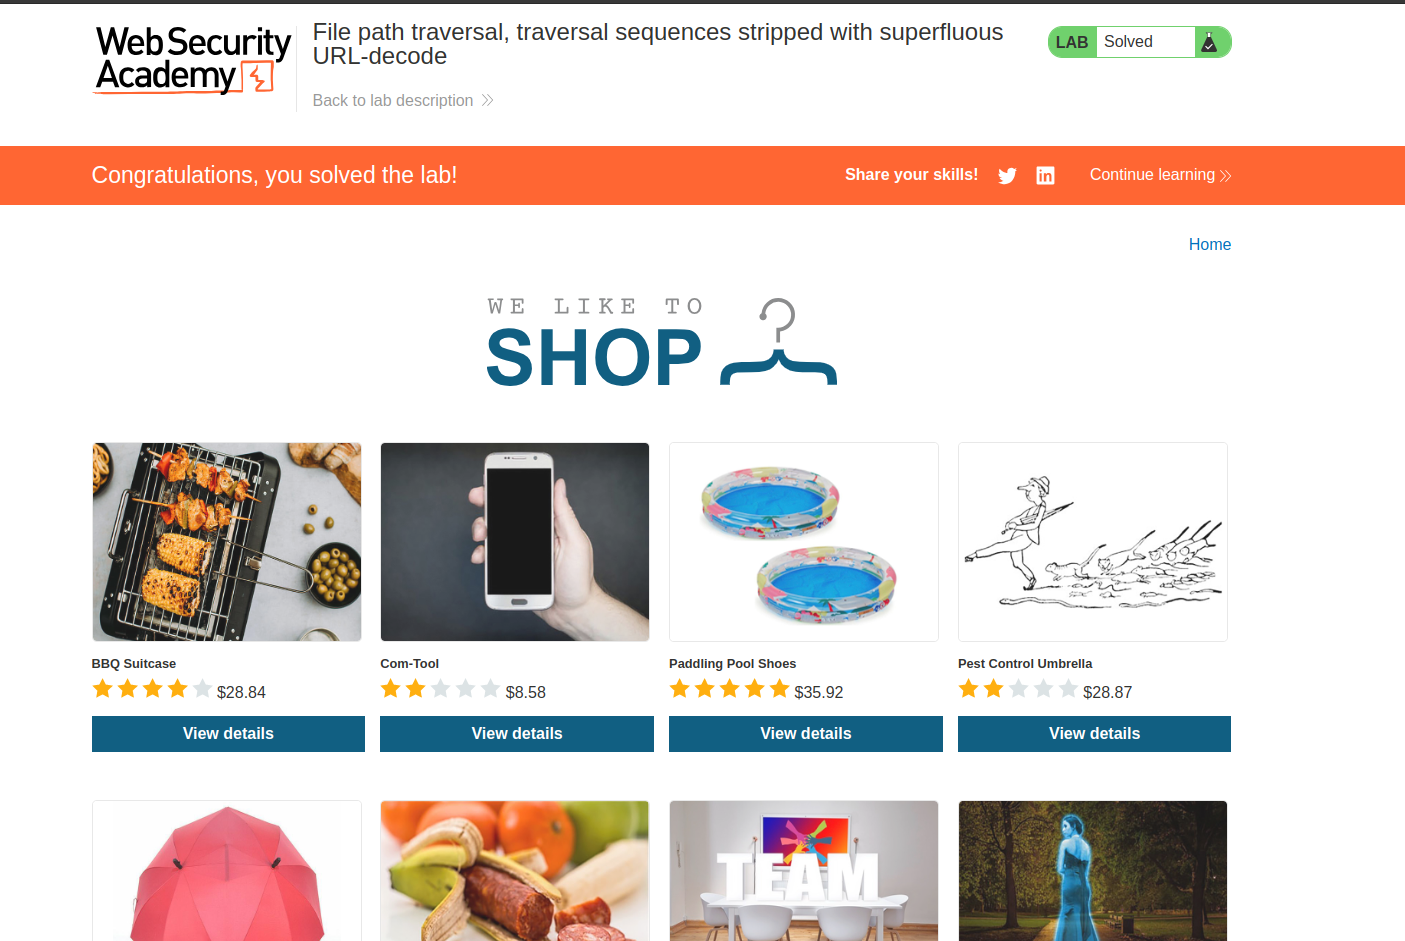 Web Security
Academy
File path traversal, traversal sequences stripped with superfluous
URL-decode
Back to lab description
LAB Solved
Congratulations, you solved the lab!
Share your skills!
in
Continue learning
Home
WE LIKE TO
SHOP
BBQ Suitcase
$28.84
View details
Com-Tool
$8.58
View details
Paddling Pool Shoes
$35.92
View details
Pest Control Umbrella
$28.87
View details
TEAM